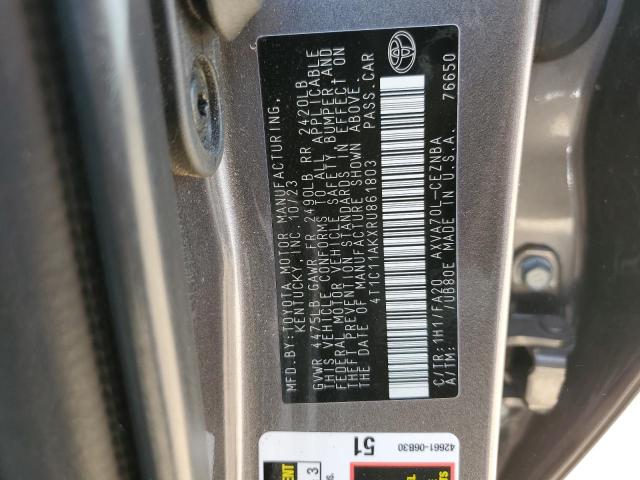 MFD.BY:TOYOTA MOTOR MANUFACTURING,
KENTUCKY, INC. 10/23
GVWR 4475LB GAWR FR 2490LB RR 2420LB
THIS VEHICLE CONFORMS TO ALL APPLICABLE
FEDERAL MOTOR VEHICLE SAFETY BUMPER, AND
THEFT PREVENTION STANDARDS IN EFFECT ON
THE DATE OF MANUFACTURE SHOWN ABOVE.
4T1C11AKXRU861803 PASS.CAR
C/TR:1H1/FA20 AXVA70L-CEZNBA
A/TM: /UB80E MADE IN U.S.A. 76650
42661-06B30
51